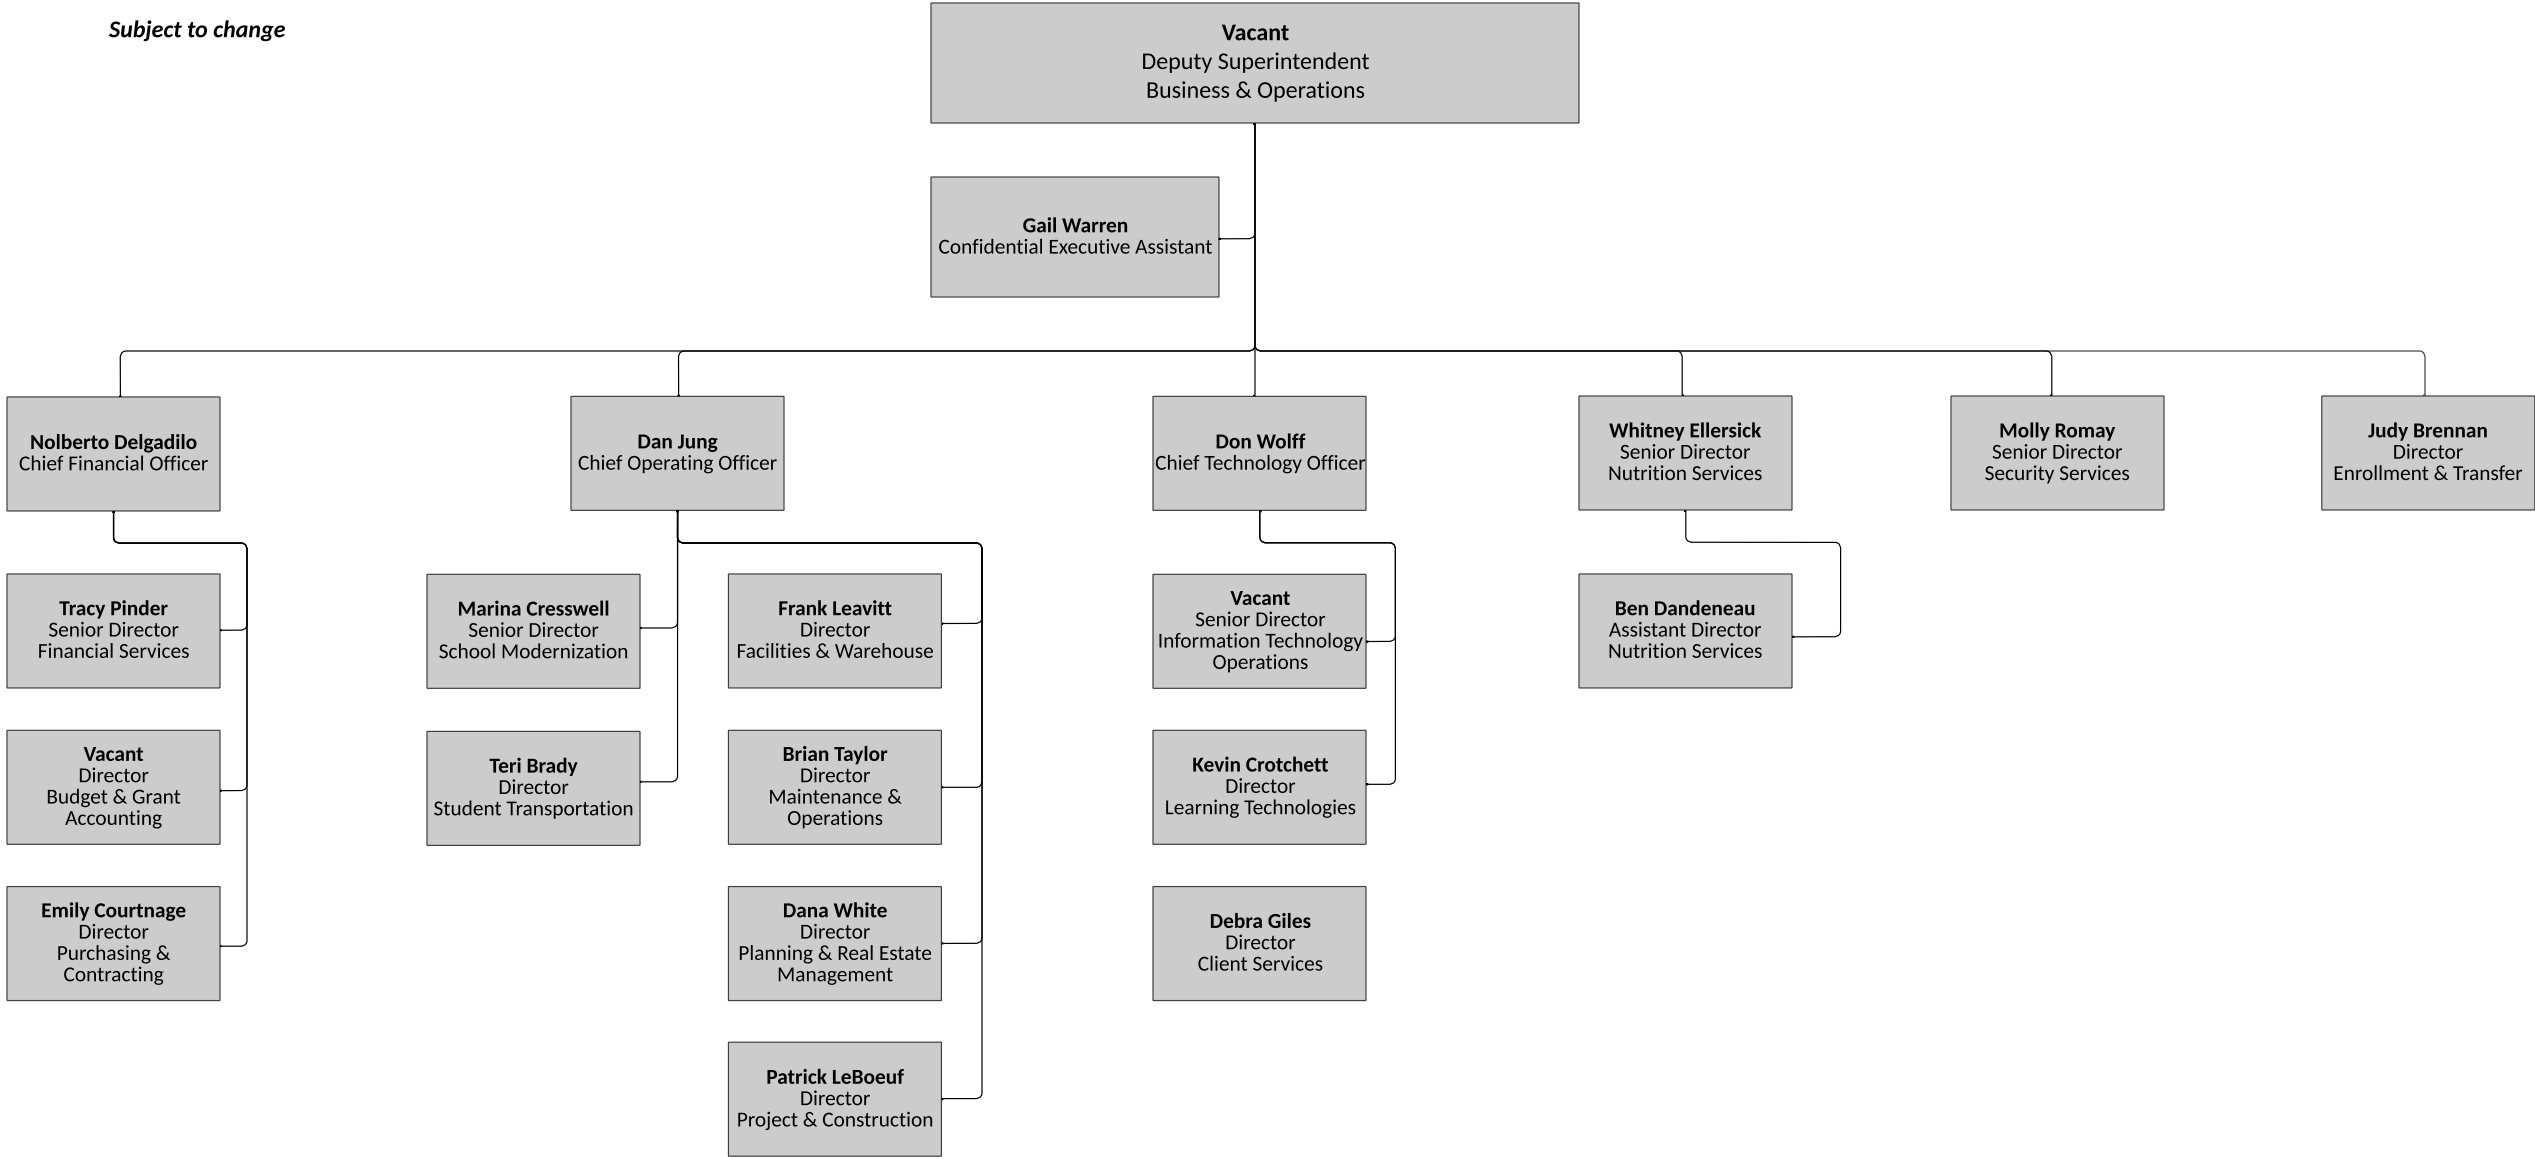 Subject to change
Vacant
Deputy Superintendent
Business & Operations
Gail Warren
Confidential Executive Assistant
Nolberto Delgadilo
Chief Financial Officer
Dan Jung
Chief Operating Officer
Don Wolff
Chief Technology Officer
Whitney Ellersick
Senior Director
Nutrition Services
Molly Romay
Senior Director
Security Services
Judy Brennan
Director
Enrollment & Transfer
Tracy Pinder
Senior Director
Financial Services
Marina Cresswell
Senior Director
School Modernization
Frank Leavitt
Director
Facilities & Warehouse
Vacant
Senior Director
Information Technology
Operations
Ben Dandeneau
Assistant Director
Nutrition Services
Vacant
Director
Budget & Grant
Accounting
Teri Brady
Director
Student Transportation
Brian Taylor
Director
Maintenance &
Operations
Kevin Crotchett
Director
Learning Technologies
Emily Courtnage
Director
Purchasing &
Contracting
Dana White
Director
Planning & Real Estate
Management
Debra Giles
Director
Client Services
Patrick LeBoeuf
Director
Project & Construction